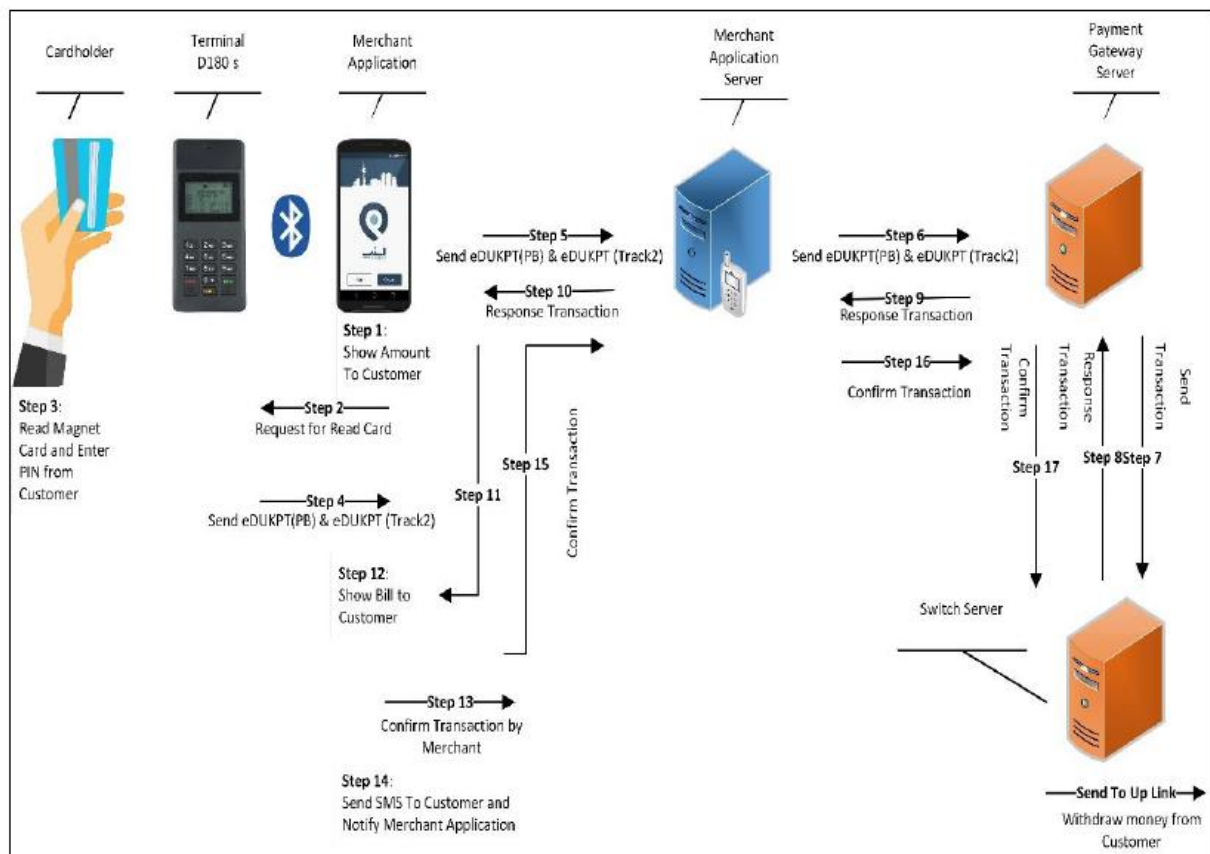 Cardholder
Terminal
D180 s
Merchant
Application
Merchant
Application
Server
Payment
Gateway
Server
Step 5
Send eDUKPT(PB) & eDUKPT (Track2)
Step 10
Response Transaction
Step 6
Send eDUKPT(PB) & eDUKPT (Track2)
Step 9
Response Transaction
Step 16
Confirm Transaction
Step 1:
Show Amount
To Customer
Step 2
Request for Read Card
Step 3:
Read Magnet
Card and Enter
PIN from
Customer
Step 4
Send eDUKPT(PB) & eDUKPT (Track2)
Step 11
Step 15
Confirm Transaction
Step 12:
Show Bill to
Customer
Step 13
Confirm Transaction by
Merchant
Step 14:
Send SMS To Customer and
Notify Merchant Application
Confirm
Transaction
Step 17
Response
Transaction
Step 8
Send
Transaction
Step 7
Switch Server
Send To Up Link
Withdraw money from
Customer